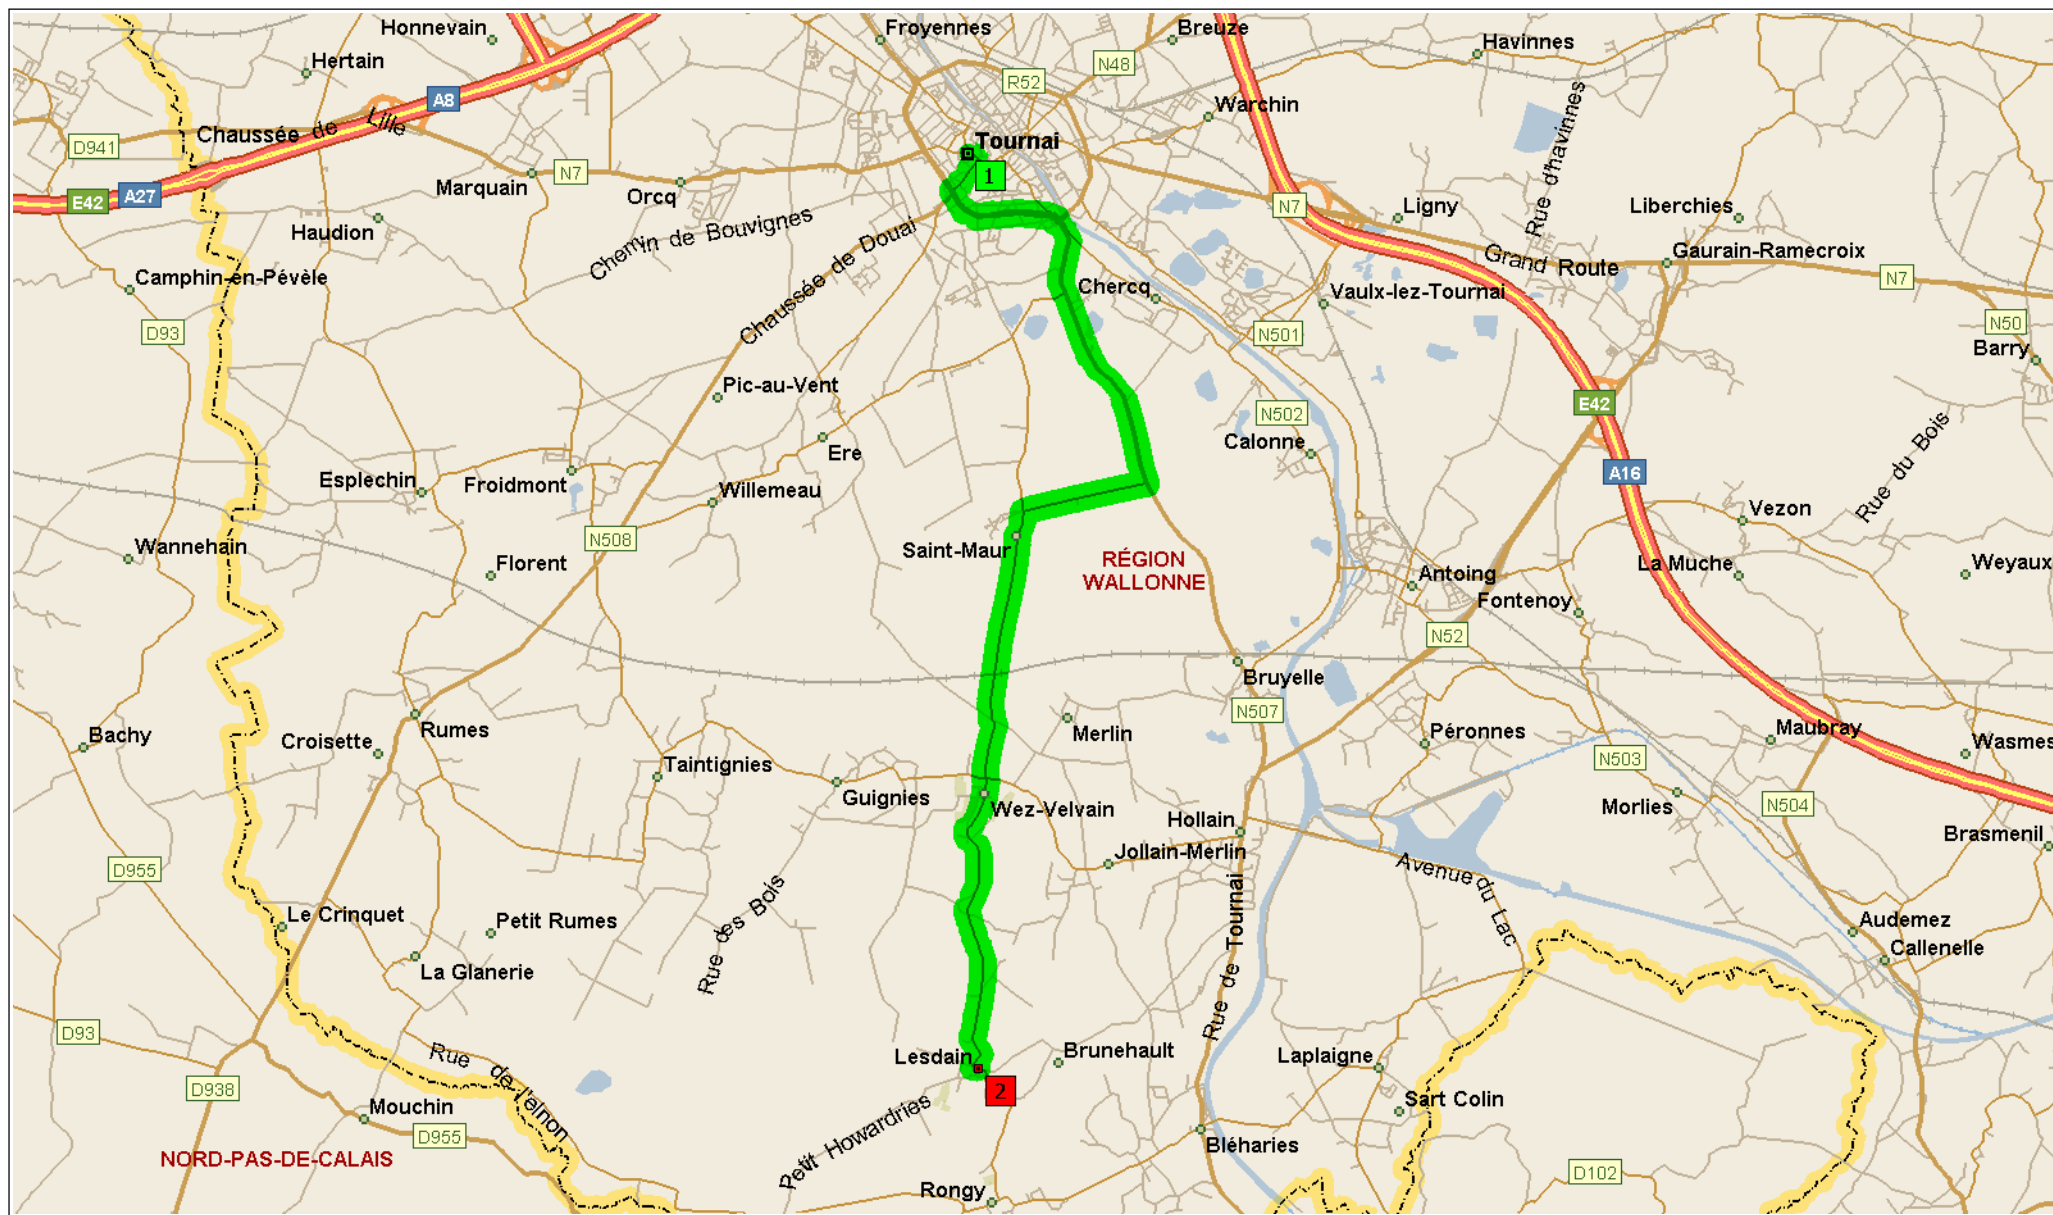 Honnevain
Froyennes
Breuze
Havinnes
Hertain
N48
R52
A8
Warchin
Chaussée de Lille
D941
Tournai
Rue d'havinnes
N7
1
Marquain
Orcq
E42
A27
N7
Ligny
Liberchies
Haudion
Chemin de Bouvignes
Chaussée de Douai
Grand Route
Gaurain-Ramecroix
Camphin-en-Pévèle
Chercq
Vaulx-lez-Tournai
N7
D93
N501
N50
Barry
Pic-au-Vent
E42
N502
Calonne
Ere
Rue du Bois
Esplechin
Froidmont
Willemeau
A16
Vezon
Wannehain
N508
Saint-Maur
Florent
RÉGION
WALLONNE
Antoing
La Muche
Weyaux
Fontenoy
N52
Bruyelle
N507
Bachy
Croisette
Rumes
Merlin
Péronnes
Maubray
Wasmes
Taintignies
N503
Guignies
Wez-Velvain
Morlies
N504
Hollain
Brasmenil
Jollain-Merlin
D955
Avenue du Lac
Le Crinquet
Petit Rumes
Rue des Bois
Rue de Tournai
Audemez
Callenelle
La Glanerie
D93
Rue de l'elnon
Lesdain
Brunehault
Laplaigne
2
D938
Mouchin
Petit Howardries
Sart Colin
D955
Bléharies
NORD-PAS-DE-CALAIS
D102
Rongy